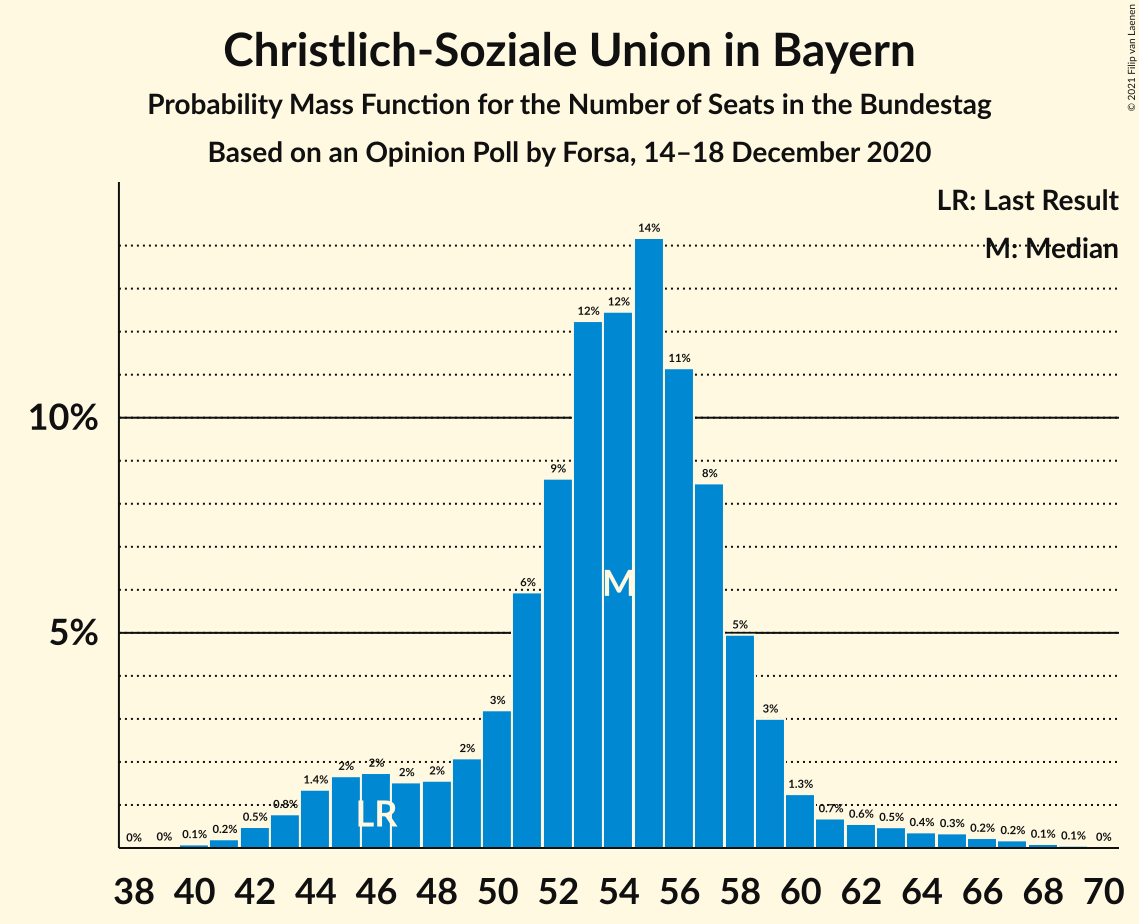 Christlich-Soziale Union in Bayern
Probability Mass Function for the Number of Seats in the Bundestag
Based on an Opinion Poll by Forsa, 14–18 December 2020
© 2021 Filip van Laenen
LR: Last Result
M: Median
10%
5%
0% 0% 0.1% 0.2% 0.5% 0.8% 1.4% 2% 2% 2% 2% 2% 3% 6% 9% 12% 12% 14% 11% 8% 5% 3% 1.3% 0.7% 0.6% 0.5% 0.4% 0.3% 0.2% 0.2% 0.1% 0.1% 0%
M
LR
38 40 42 44 46 48 50 52 54 56 58 60 62 64 66 68 70